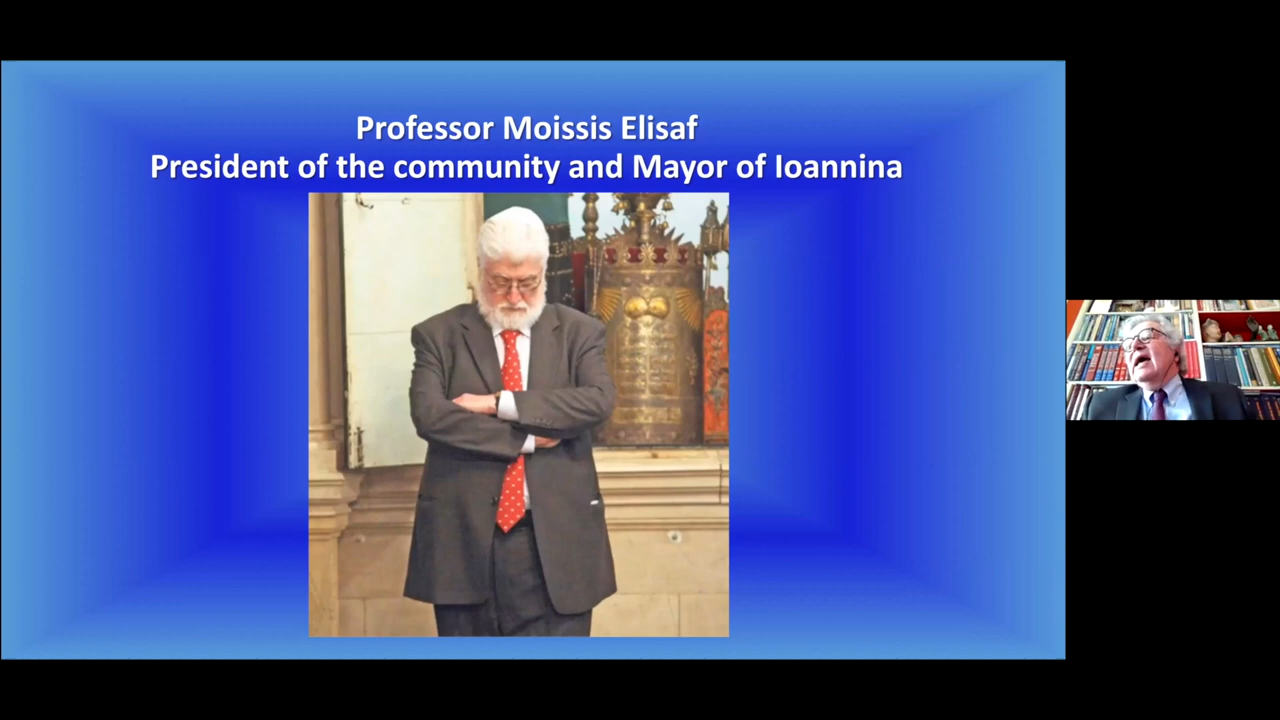 Professor Moissis Elisaf
President of the community and Mayor of Ioannina